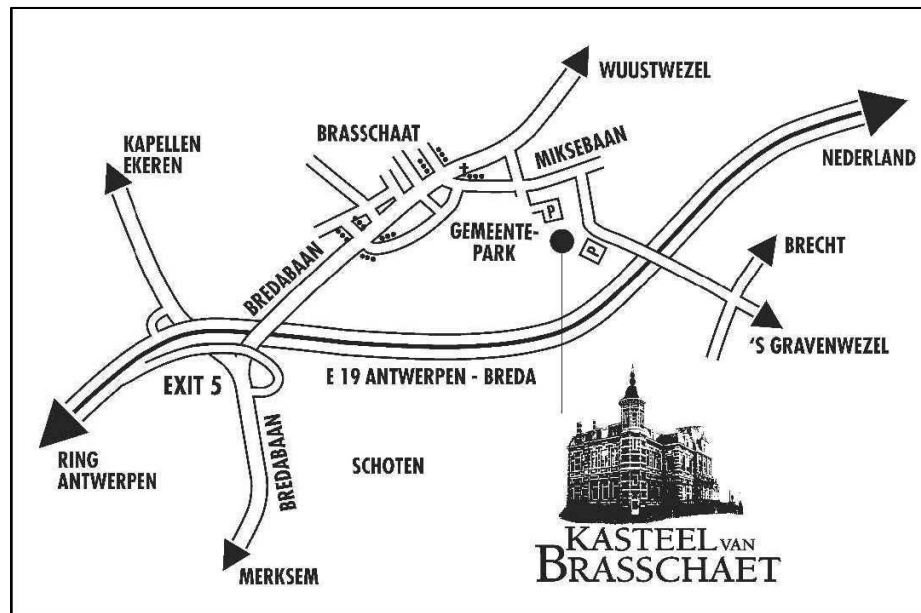 WUUSTWEZEL
BRASSCHAAT
KAPELLEN
EKEREN
MIKSEBAAN
NEDERLAND
P
GEMEENTE-
PARK
P
BRECHT
BREDABAAN
'S GRAVENWEZEL
E 19 ANTWERPEN - BREDA
EXIT 5
BREDABAAN
RING
ANTWERPEN
SCHOTEN
MERKSEM
KASTEEL VAN
BRASSCHAET